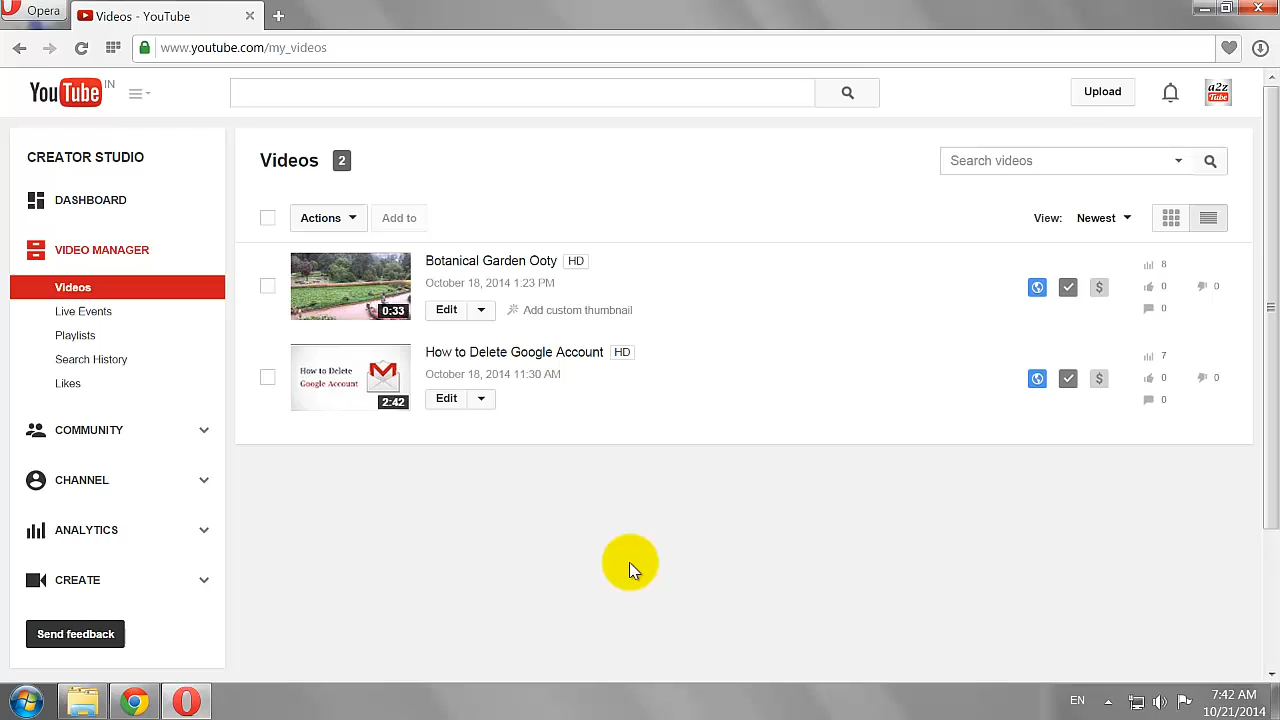 Opera
Videos - YouTube
www.youtube.com/my_videos
YouTube IN
Upload
a2z
Tube
CREATOR STUDIO
DASHBOARD
VIDEO MANAGER
Videos
Live Events
Playlists
Search History
Likes
COMMUNITY
CHANNEL
ANALYTICS
CREATE
Send feedback
Videos 2
Search videos
Actions
Add to
View: Newest
0:33
Botanical Garden Ooty HD
October 18, 2014 1:23 PM
Edit
Add custom thumbnail
$
8
0
0
0
How to Delete
Google Account
2:42
How to Delete Google Account HD
October 18, 2014 11:30 AM
Edit
$
7
0
0
0
EN
7:42 AM
10/21/2014